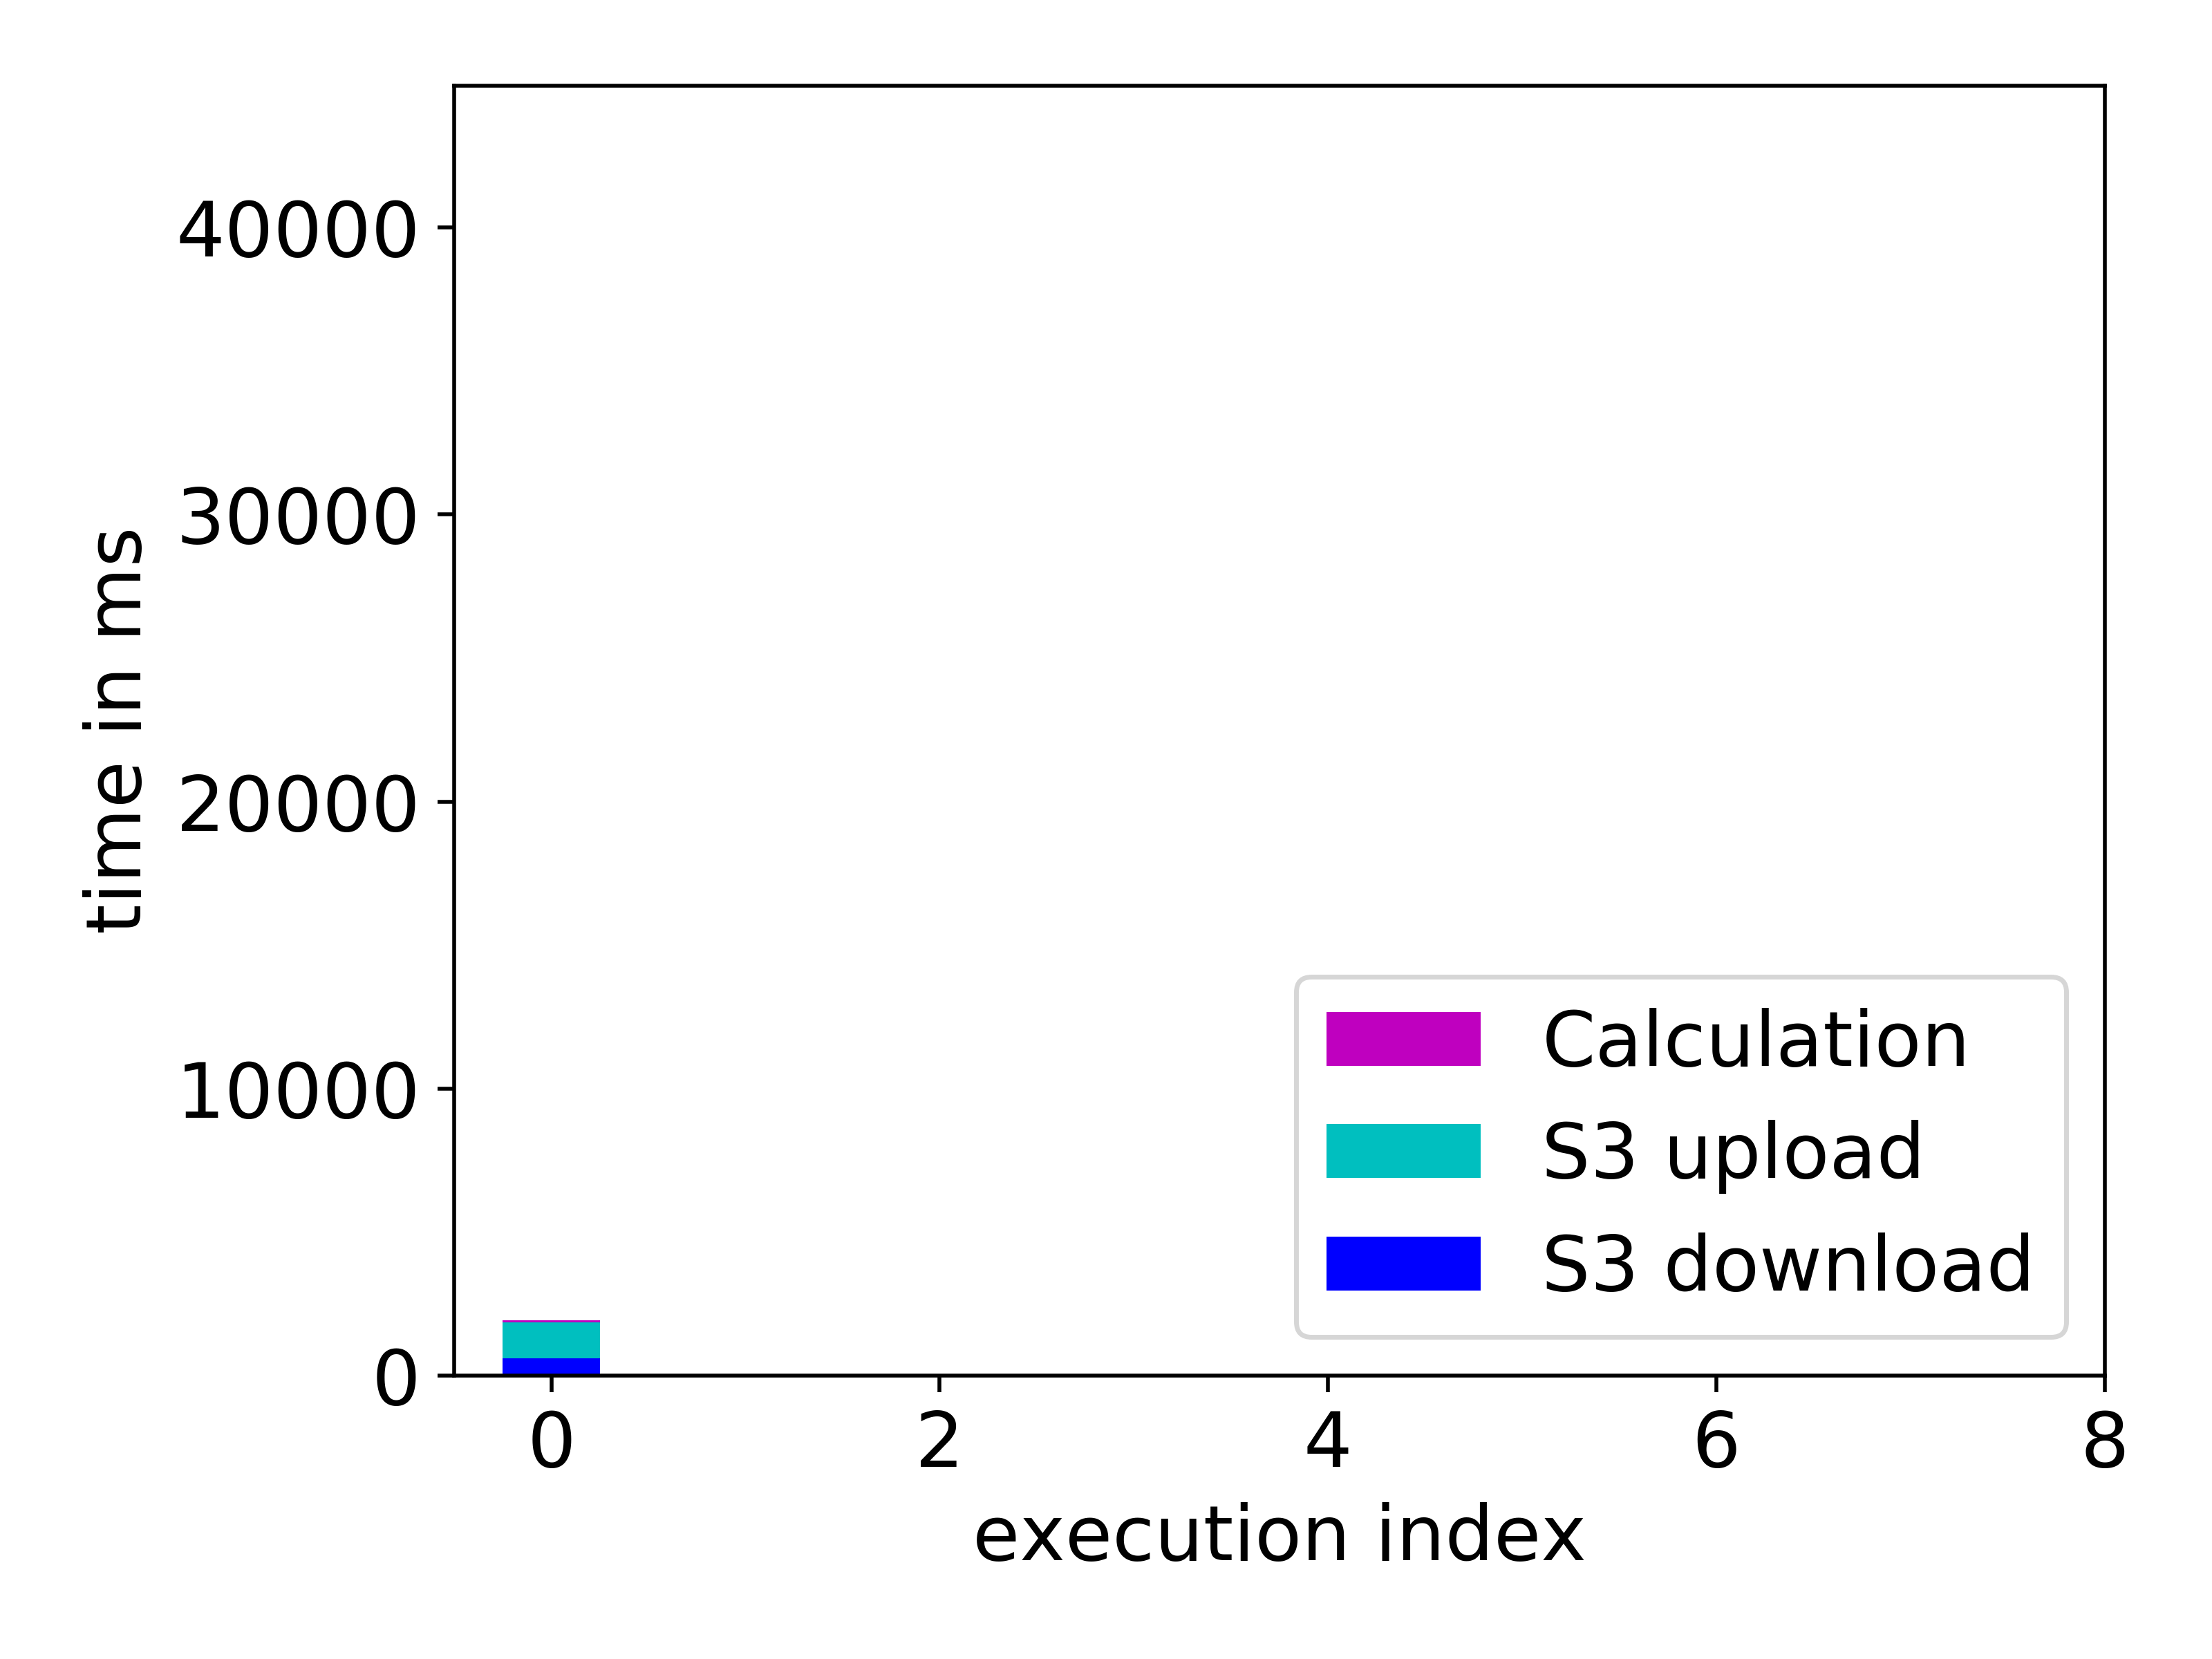 time in ms
40000
30000
20000
10000
0
Calculation
S3 upload
S3 download
0 2 4 6 8
execution index